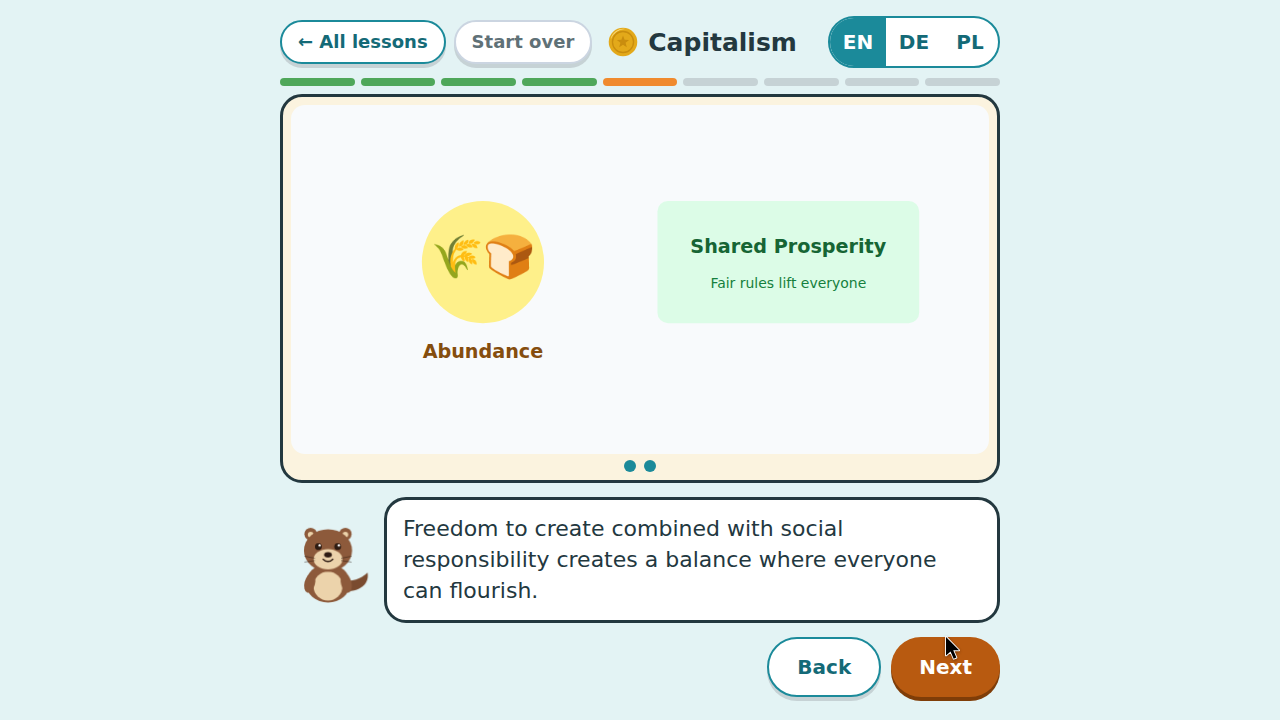 ← All lessons
Start over
Capitalism
EN
DE
PL
Abundance
Shared Prosperity
Fair rules lift everyone
Freedom to create combined with social
responsibility creates a balance where everyone
can flourish.
Back
Next